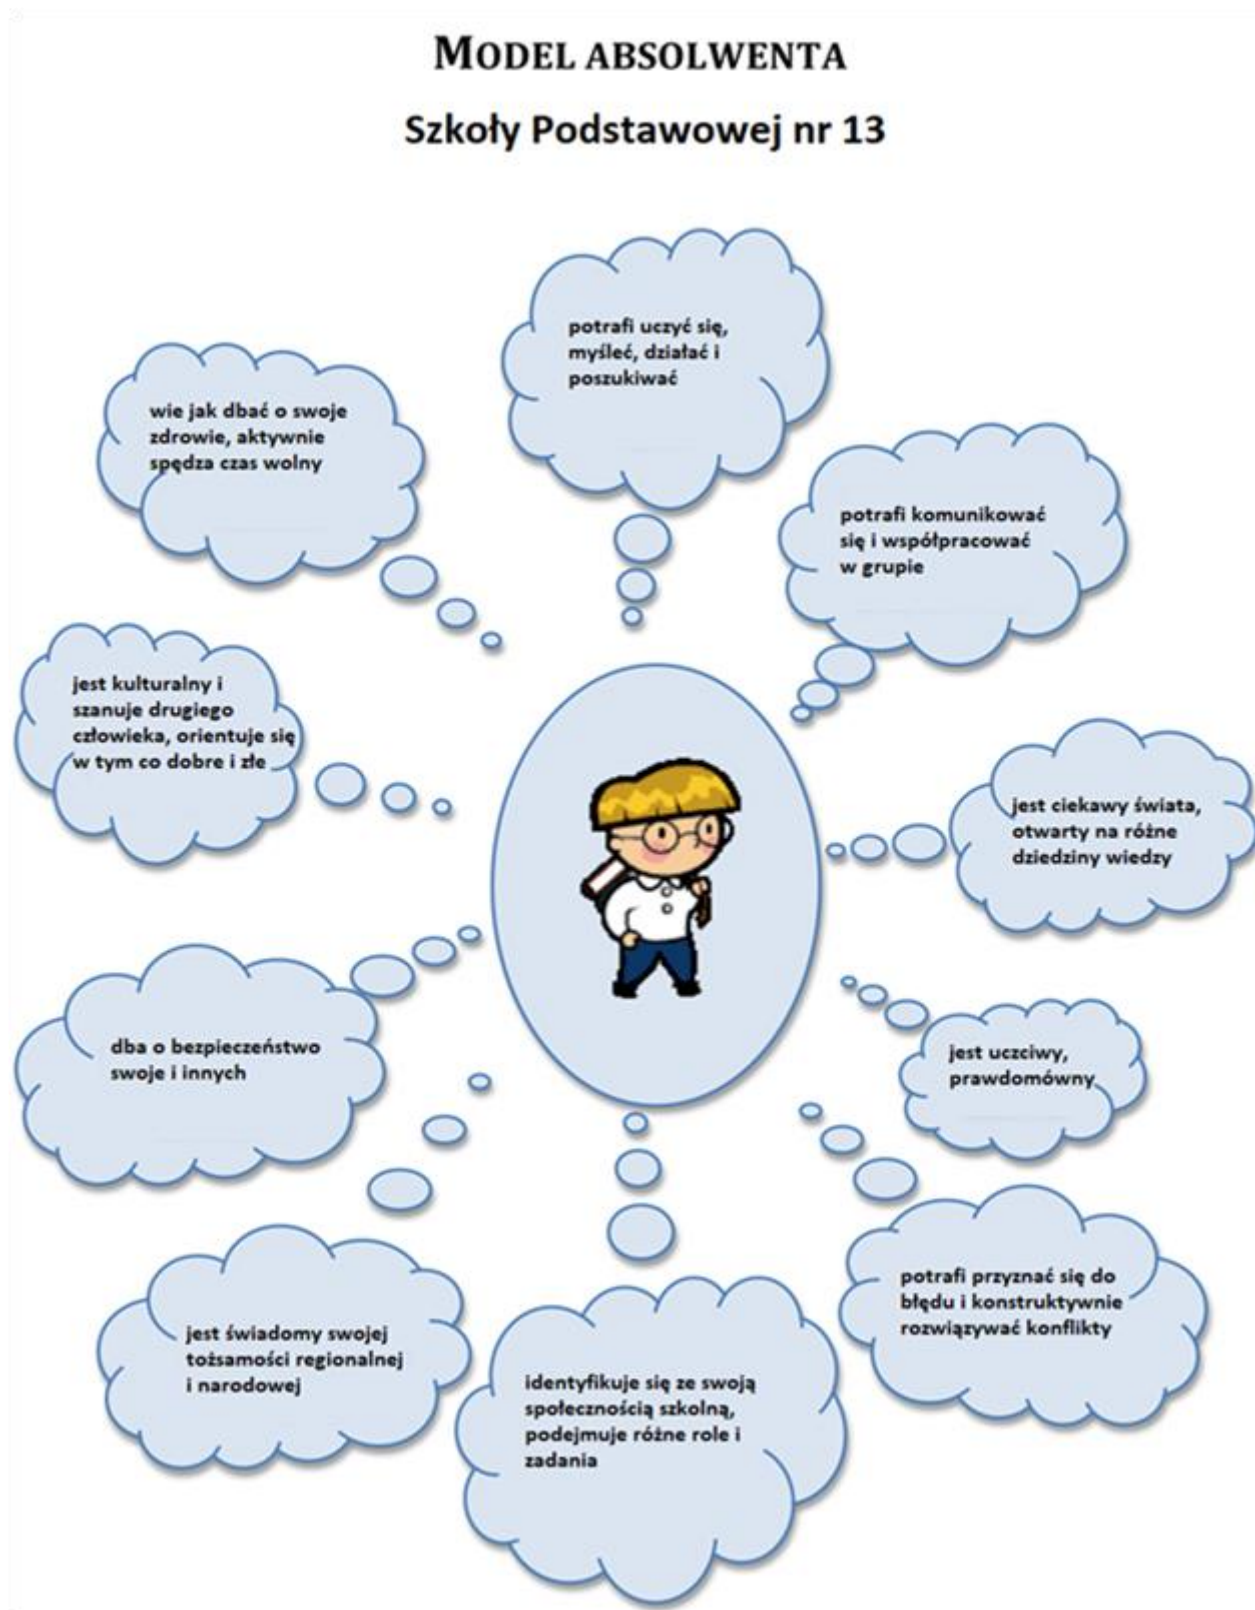 MODEL ABSOLWENTA
Szkoły Podstawowej nr 13
potrafi uczyć się,
myśleć, działać i
poszukiwać
wie jak dbać o swoje
zdrowie, aktywnie
spędza czas wolny
potrafi komunikować
się i współpracować
w grupie
jest kulturalny i
szanuje drugiego
człowieka, orientuje się
w tym co dobre i złe
jest ciekawy świata,
otwarty na różne
dziedziny wiedzy
dba o bezpieczeństwo
swoje i innych
jest uczciwy,
prawdomówny
potrafi przyznać się do
błędu i konstruktywnie
rozwiązywać konflikty
jest świadomy swojej
tożsamości regionalnej
i narodowej
identyfikuje się ze swoją
społecznością szkolną,
podejmuje różne role i
zadania